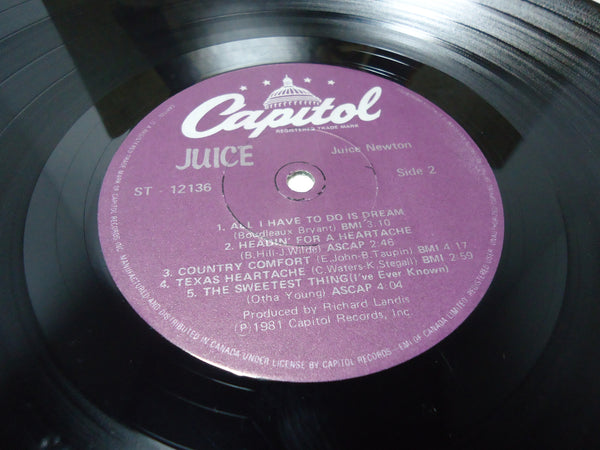 Capitol
REGISTERED TRADE MARK
JUICE
Juice Newton
ST - 12136
Side 2
1. ALL I HAVE TO DO IS DREAM
(Boudleaux Bryant) BMI 3:10
2. HEADIN' FOR A HEARTACHE
(B.Hill-J.Wilde) ASCAP 2:46
3. COUNTRY COMFORT (E.John-B.Taupin) BMI 4:17
4. TEXAS HEARTACHE (C.Waters-K.Stegall) BMI 2:59
5. THE SWEETEST THING(I've Ever Known)
(Otha Young) ASCAP 4:04
Produced by Richard Landis
Ⓟ1981 Capitol Records, Inc.
MANUFACTURED AND DISTRIBUTED IN CANADA UNDER LICENSE BY CAPITOL RECORDS - EMI OF CANADA LIMITED.